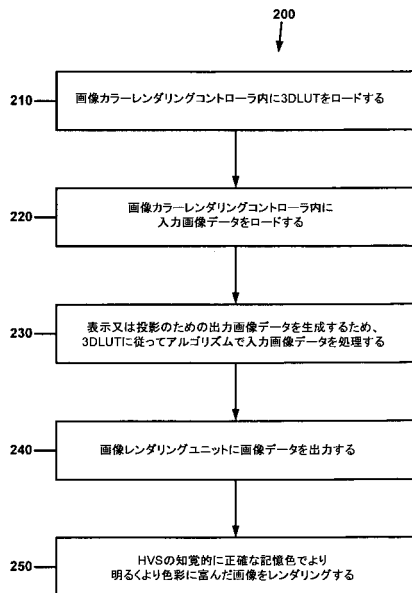 200
210
画像カラーレンダリングコントローラ内に3DLUTをロードする
220
画像カラーレンダリングコントローラ内に
入力画像データをロードする
230
表示又は投影のための出力画像データを生成するため、
3DLUTに従ってアルゴリズムで入力画像データを処理する
240
画像レンダリングユニットに画像データを出力する
250
HVSの知覚的に正確な記憶色でより
明るくより色彩に富んだ画像をレンダリングする